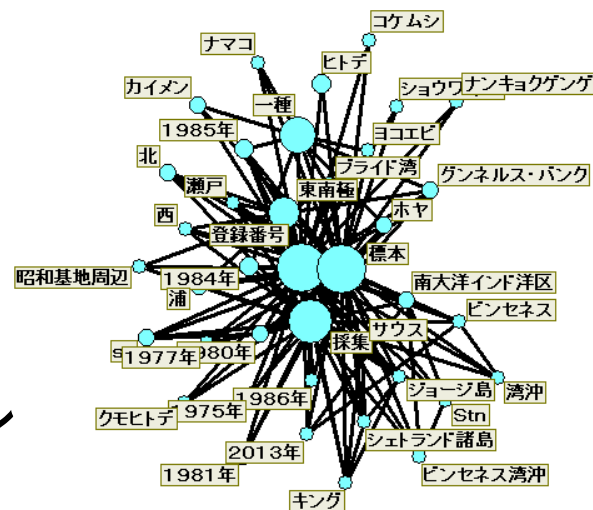 コケムシ
ナマコ
ヒトデ
カイメン
ショウワ
ナンキョクゲンゲ
一種
1985年
ヨコエビ
北
ブライド湾
グンネルス・バンク
瀬戸
東南極
西
ホヤ
登録番号
標本
昭和基地周辺
1984年
南大洋インド洋区
浦
ビンセネス
サウス
採集
s
1977年
1980年
ジョージ島
湾沖
1986年
クモヒトデ
1975年
Stn
シェトランド諸島
2013年
1981年
ビンセネス湾沖
キング